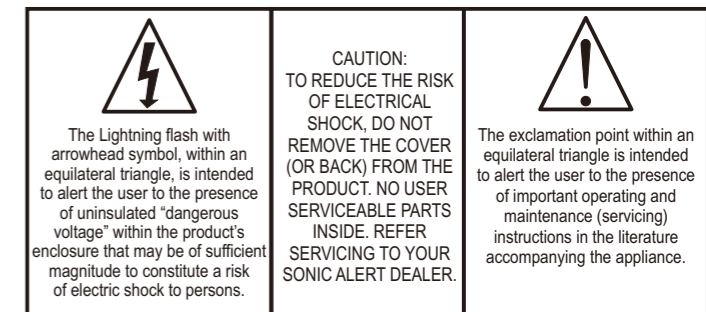 The Lightning flash with
arrowhead symbol, within an
equilateral triangle, is intended
to alert the user to the presence
of uninsulated “dangerous
voltage” within the product’s
enclosure that may be of sufficient
magnitude to constitute a risk
of electric shock to persons.
CAUTION:
TO REDUCE THE RISK
OF ELECTRICAL
SHOCK, DO NOT
REMOVE THE COVER
(OR BACK) FROM THE
PRODUCT. NO USER
SERVICEABLE PARTS
INSIDE. REFER
SERVICING TO YOUR
SONIC ALERT DEALER.
The exclamation point within an
equilateral triangle is intended
to alert the user to the presence
of important operating and
maintenance (servicing)
instructions in the literature
accompanying the appliance.